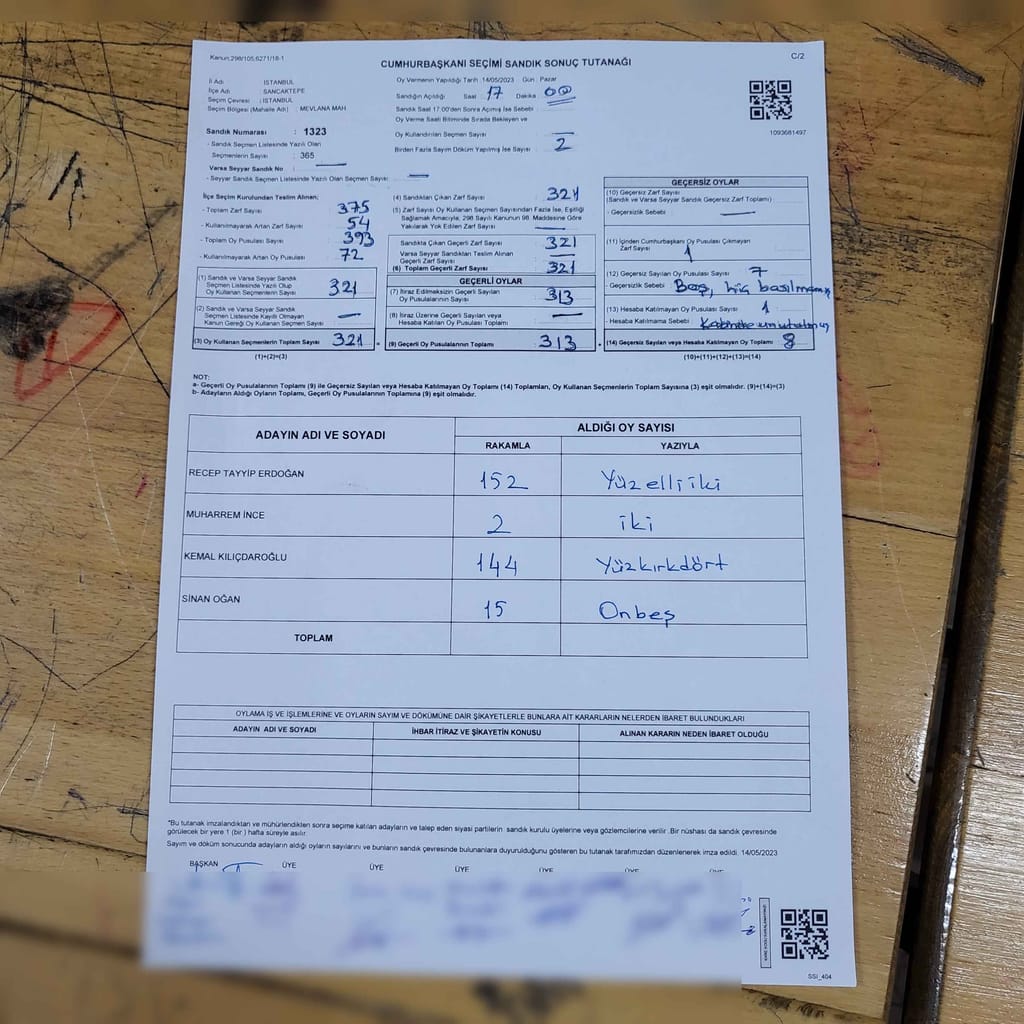 Kanun:298/105,6271/18-1
CUMHURBAŞKANI SEÇİMİ SANDIK SONUÇ TUTANAĞI
C/2
İl Adı : İSTANBUL
İlçe Adı : SANCAKTEPE
Seçim Çevresi : İSTANBUL
Seçim Bölgesi (Mahalle Adı) : MEVLANA MAH
Sandık Numarası : 1323
- Sandık Seçmen Listesinde Yazılı Olan
Seçmenlerin Sayısı : 365
Varsa Seyyar Sandık No :
- Seyyar Sandık Seçmen Listesinde Yazılı Olan Seçmen Sayısı :
Oy Vermenin Yapıldığı Tarih :14/05/2023 Gün : Pazar
Sandığın Açıldığı Saat 17 Dakika 00
Sandık Saat 17.00'den Sonra Açımış İse Sebebi
Oy Verme Saati Bitiminde Sırada Bekleyen ve
Oy Kullandırılan Seçmen Sayısı
Birden Fazla Sayım Döküm Yapılmış İse Sayısı : 2
1093681497
İlçe Seçim Kurulundan Teslim Alınan;
- Toplam Zarf Sayısı : 375
- Kullanılmayarak Artan Zarf Sayısı : 54
- Toplam Oy Pusulası Sayısı : 393
- Kullanılmayarak Artan Oy Pusulası : 72
(1) Sandık ve Varsa Seyyar Sandık
Seçmen Listesinde Yazılı Olup
Oy Kullanan Seçmen Sayısı 321
(2) Sandık ve Varsa Seyyar Sandık
Seçmen Listesinde Kayıtlı Olmayan
Kanun Gereği Oy Kullanan Seçmen Sayısı
(3) Oy Kullanan Seçmenlerin Toplam Sayısı 321
(1)+(2)=(3)
(4) Sandıktan Çıkan Zarf Sayısı : 321
(5) Zarf Sayısı Oy Kullanan Seçmen Sayısından Fazla İse, Eşitliği
Sağlamak Amacıyla; 298 Sayılı Kanunun 98. Maddesine Göre
Yakılarak Yok Edilen Zarf Sayısı
Sandıkta Çıkan Geçerli Zarf Sayısı : 321
Varsa Seyyar Sandıktan Teslim Alınan
Geçerli Zarf Sayısı
(6) Toplam Geçerli Zarf Sayısı : 321
GEÇERLİ OYLAR
(7) İtiraz Edilmeksizin Geçerli Sayılan
Oy Pusulalarının Sayısı 313
(8) İtiraz Üzerine Geçerli Sayılan veya
Hesaba Katılan Oy Pusulası Toplamı
(9) Geçerli Oy Pusulalarının Toplamı : 313
GEÇERSİZ OYLAR
(10) Geçersiz Zarf Sayısı
(Sandık ve Varsa Seyyar Sandık Geçersiz Zarf Toplamı)
- Geçersizlik Sebebi :
(11) İçinden Cumhurbaşkanı Oy Pusulası Çıkmayan
Zarf Sayısı 1
(12) Geçersiz Sayılan Oy Pusulası Sayısı : 7
- Geçersizlik Sebebi : Boş, hiç basılmamış
(13) Hesaba Katılmayan Oy Pusulası Sayısı : 1
- Hesaba Katılmama Sebebi :
(14) Geçersiz Sayılan veya Hesaba Katılmayan Oy Toplamı : 8
(10)+(11)+(12)+(13)=(14)
NOT:
a- Geçerli Oy Pusulalarının Toplamı (9) ile Geçersiz Sayılan veya Hesaba Katılmayan Oy Toplamı (14) Toplamları, Oy Kullanan Seçmenlerin Toplam Sayısına (3) eşit olmalıdır. (9)+(14)=(3)
b- Adayların Aldığı Oyların Toplamı, Geçerli Oy Pusulalarının Toplamına (9) eşit olmalıdır.
ADAYIN ADI VE SOYADI
ALDIĞI OY SAYISI
RAKAMLA YAZIYLA
RECEP TAYYİP ERDOĞAN 152 Yüzelliiki
MUHARREM İNCE 2 iki
KEMAL KILIÇDAROĞLU 144 Yüzkırkdört
SİNAN OĞAN 15 Onbeş
TOPLAM
OYLAMA İŞ VE İŞLEMLERİNE VE OYLARIN SAYIM VE DÖKÜMÜNE DAİR ŞİKAYETLERLE BUNLARA AİT KARARLARIN NELERDEN İBARET BULUNDUKLARI
ADAYIN ADI VE SOYADI İHBAR İTİRAZ VE ŞİKAYETİN KONUSU ALINAN KARARIN NEDEN İBARET OLDUĞU
*Bu tutanak imzalandıktan ve mühürlendikten sonra seçime katılan adayların ve talep eden siyasi partilerin sandık kurulu üyelerine veya gözlemcilerine verilir .Bir nüshası da sandık çevresinde
görülecek bir yere 1 (bir ) hafta süreyle asılır.
Sayım ve döküm sonucunda adayların aldığı oyların sayılarını ve bunların sandık çevresinde bulunanlara duyurulduğunu gösteren bu tutanak tarafımızdan düzenlenerek imza edildi. 14/05/2023
BAŞKAN ÜYE ÜYE ÜYE ÜYE ÜYE ÜYE
SSI_404